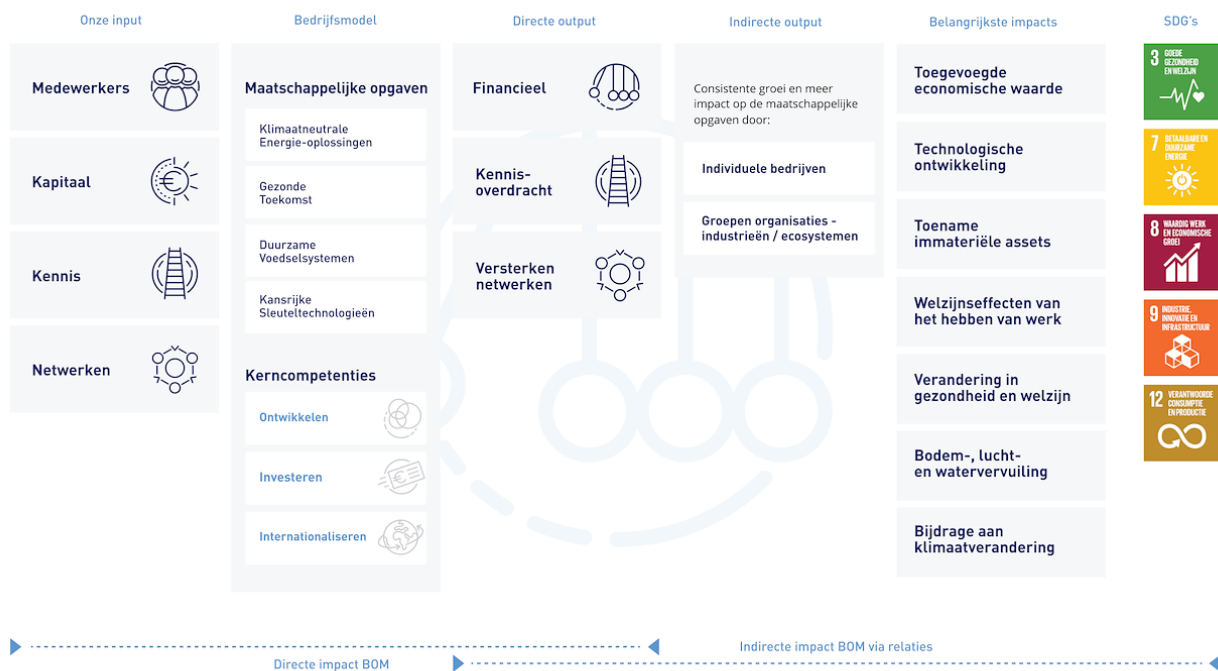 Onze input
Bedrijfsmodel
Directe output
Indirecte output
Belangrijkste impacts
SDG's
Medewerkers
Kapitaal
Kennis
Netwerken
Maatschappelijke opgaven
Klimaatneutrale
Energie-oplossingen
Gezonde
Toekomst
Duurzame
Voedselsystemen
Kansrijke
Sleuteltechnologieën
Kerncompetenties
Ontwikkelen
Investeren
Internationaliseren
Financieel
Kennis-
overdracht
Versterken
netwerken
Consistente groei en meer
impact op de maatschappelijke
opgaven door:
Individuele bedrijven
Groepen organisaties -
industrieën / ecosystemen
Toegevoegde
economische waarde
Technologische
ontwikkeling
Toename
immateriële assets
Welzijnseffecten van
het hebben van werk
Verandering in
gezondheid en welzijn
Bodem-, lucht-
en watervervuiling
Bijdrage aan
klimaatverandering
3 GOEDE
GEZONDHEID
EN WELZIJN
7 BETAALBARE EN
DUURZAME
ENERGIE
8 WAARDIG WERK
EN ECONOMISCHE
GROEI
9 INDUSTRIE,
INNOVATIE EN
INFRASTRUCTUUR
12 VERANTWOORDE
CONSUMPTIE
EN PRODUCTIE
Directe impact BOM
Indirecte impact BOM via relaties